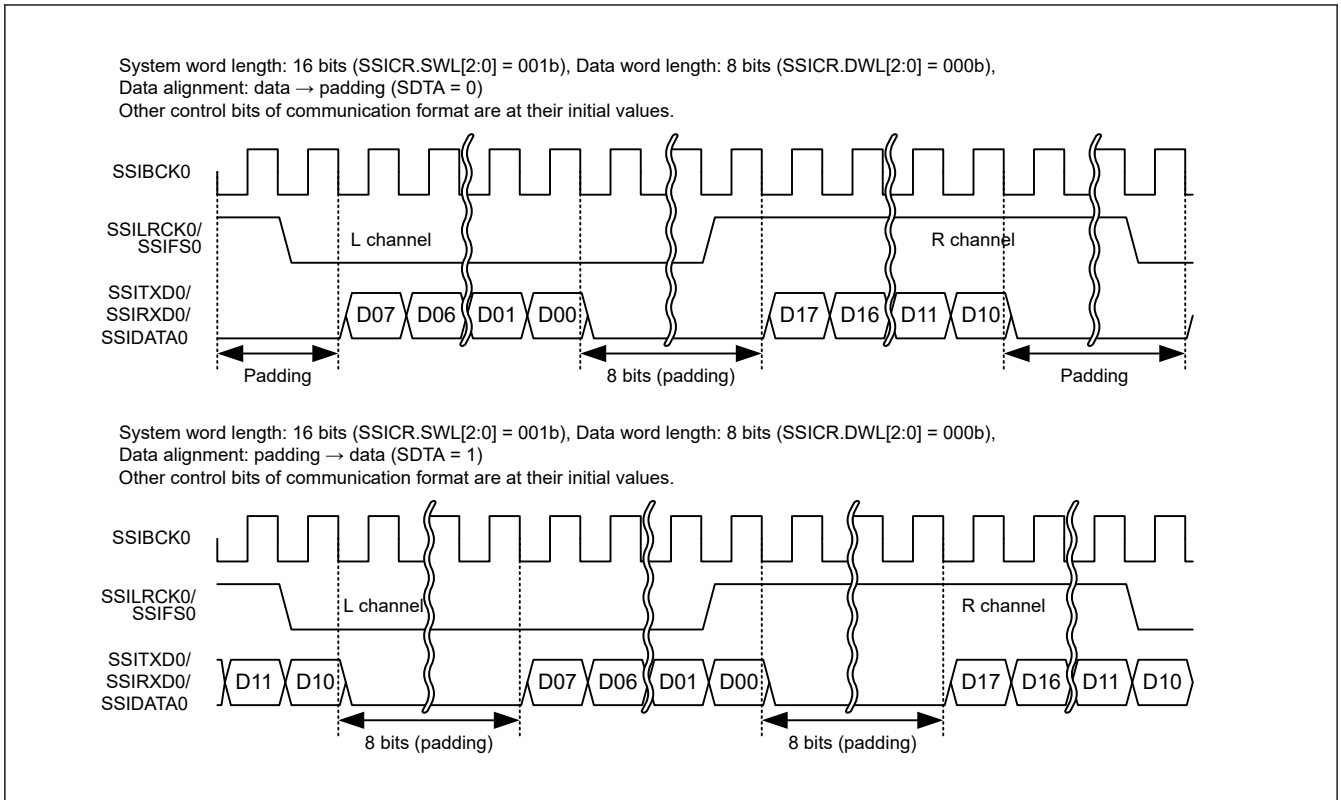 System word length: 16 bits (SSICR.SWL[2:0] = 001b), Data word length: 8 bits (SSICR.DWL[2:0] = 000b),
Data alignment: data → padding (SDTA = 0)
Other control bits of communication format are at their initial values.
SSIBCK0
SSILRCK0/
SSIFS0
L channel
R channel
SSITXD0/
SSIRXD0/
SSIDATA0
D07 D06 D01 D00 D17 D16 D11 D10
Padding 8 bits (padding) Padding
System word length: 16 bits (SSICR.SWL[2:0] = 001b), Data word length: 8 bits (SSICR.DWL[2:0] = 000b),
Data alignment: padding → data (SDTA = 1)
Other control bits of communication format are at their initial values.
SSIBCK0
SSILRCK0/
SSIFS0
L channel
R channel
SSITXD0/
SSIRXD0/
SSIDATA0
D11 D10 D07 D06 D01 D00 D17 D16 D11 D10
8 bits (padding) 8 bits (padding)